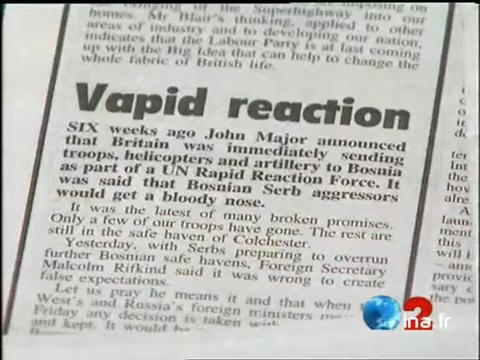 of the Superhighway into our
homes. Mr Blair's thinking, applied to other
areas of industry and to developing our nation,
indicates that the Labour Party is at last coming
up with the Big Idea that can help to change the
whole fabric of British life.
Vapid reaction
SIX weeks ago John Major announced
that Britain was immediately sending
troops, helicopters and artillery to Bosnia
as part of a UN Rapid Reaction Force. It
was said that Bosnian Serb aggressors
would get a bloody nose.
It was the latest of many broken promises.
Only a few of our troops have gone. The rest are
still in the safe haven of Colchester.
Yesterday, with Serbs preparing to overrun
further Bosnian safe havens, Foreign Secretary
Malcolm Rifkind said it was wrong to create
false expectations.
Let us pray he means it and that when
West's and Russia's foreign ministers
Friday any decision is taken
and kept. It would
2
ina.fr